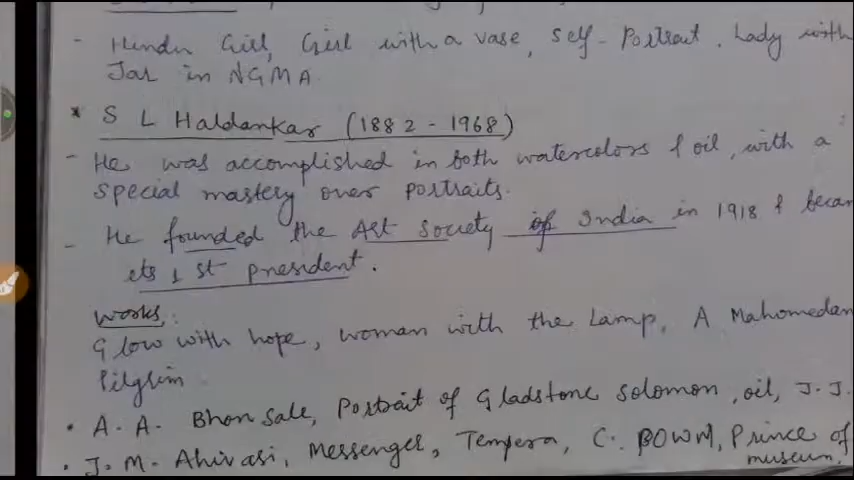 - Hindu Girl, Girl with a vase, Self-Portrait. Lady with
Jar in NGMA
* S L Haldankar (1882-1968)
- He was accomplished in both watercolors & oil, with a
special mastery over portraits.
- He founded the Art Society of India in 1918 & becam
its 1st president.
Works:
Glow with hope, woman with the Lamp, A Mahomedan
Pilgrim
• A. A. Bhonsale, Portrait of Gladstone Solomon, oil, J. J.
• J. M. Ahivasi, Messenger, Tempera, C. POWM, Prince of
museum.